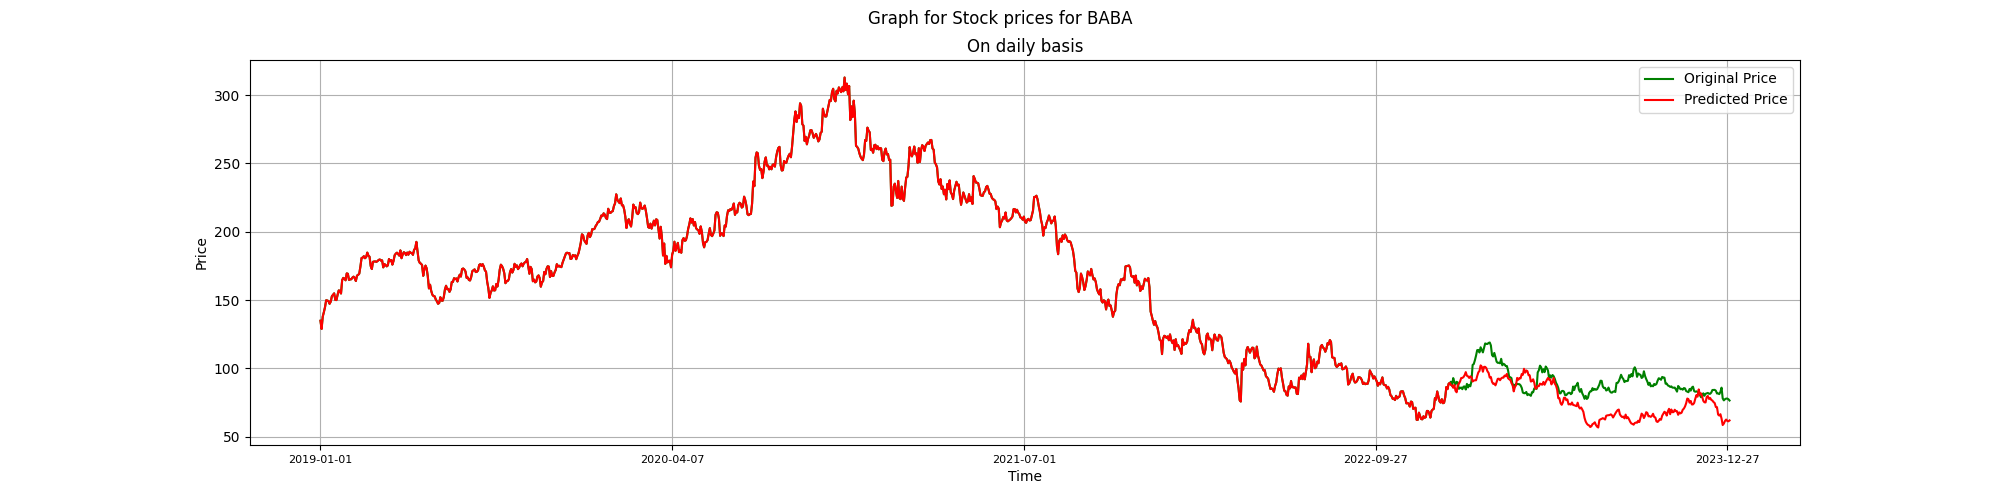 Graph for Stock prices for BABA
On daily basis
Original Price
Predicted Price
Price
300
250
200
150
100
50
2019-01-01
2020-04-07
2021-07-01
2022-09-27
2023-12-27
Time